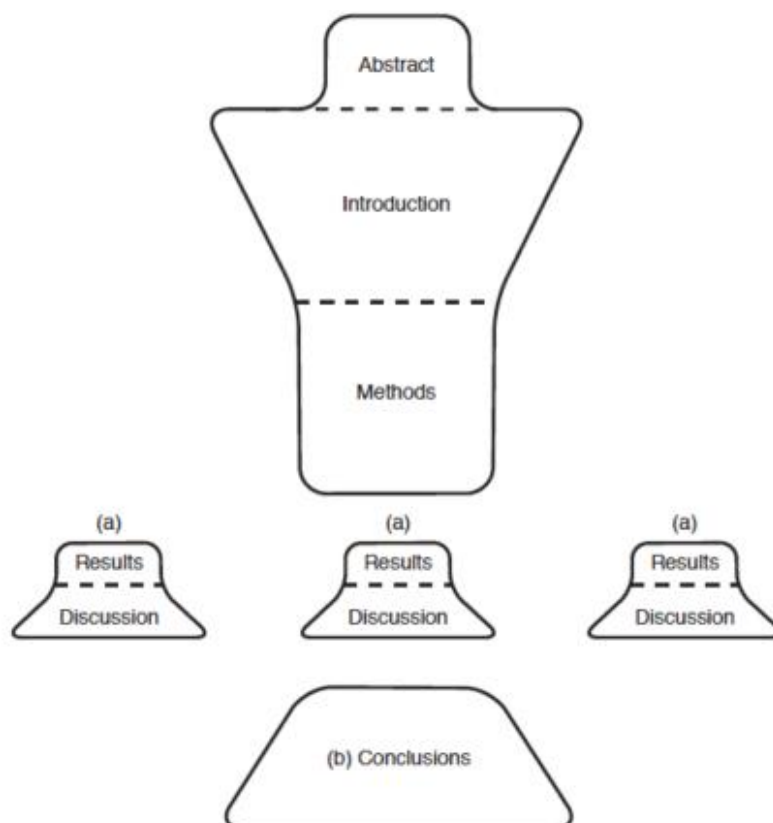 Abstract
Introduction
Methods
(a) (a) (a)
Results Results Results
Discussion Discussion Discussion
(b) Conclusions